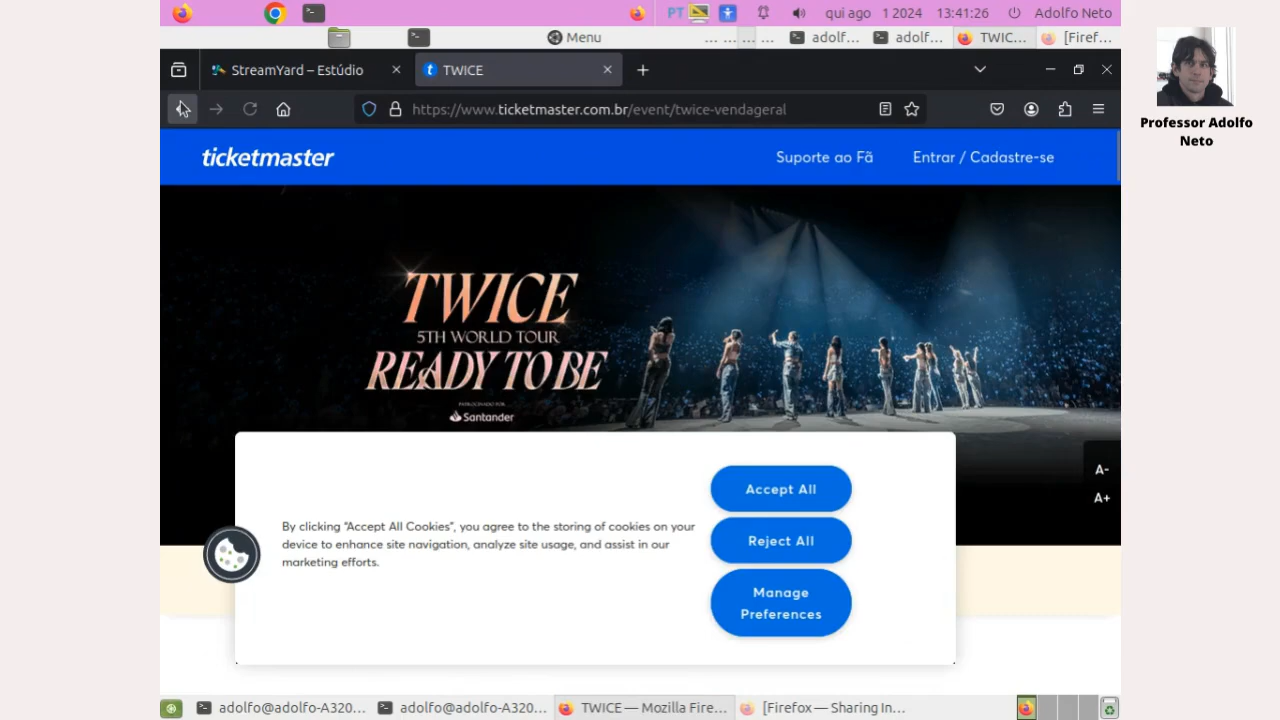 PT
qui ago 1 2024 13:41:26
Adolfo Neto
Menu
... ... ... ...
adolf...
adolf...
TWIC...
[Firef...
StreamYard – Estúdio
TWICE
https://www.ticketmaster.com.br/event/twice-vendageral
ticketmaster
Suporte ao Fã
Entrar / Cadastre-se
TWICE
5TH WORLD TOUR
READY TO BE
PATROCINADO POR
Santander
A-
A+
By clicking "Accept All Cookies", you agree to the storing of cookies on your
device to enhance site navigation, analyze site usage, and assist in our
marketing efforts.
Accept All
Reject All
Manage
Preferences
adolfo@adolfo-A320...
adolfo@adolfo-A320...
TWICE — Mozilla Fire...
[Firefox — Sharing In...
Professor Adolfo
Neto